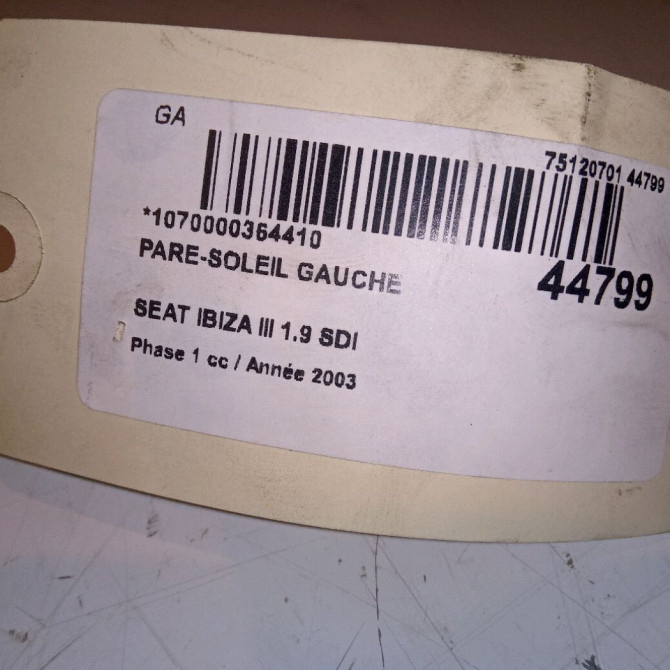 GA
75120701 44799
*1070000364410
PARE-SOLEIL GAUCHE
44799
SEAT IBIZA III 1.9 SDI
Phase 1 cc / Année 2003